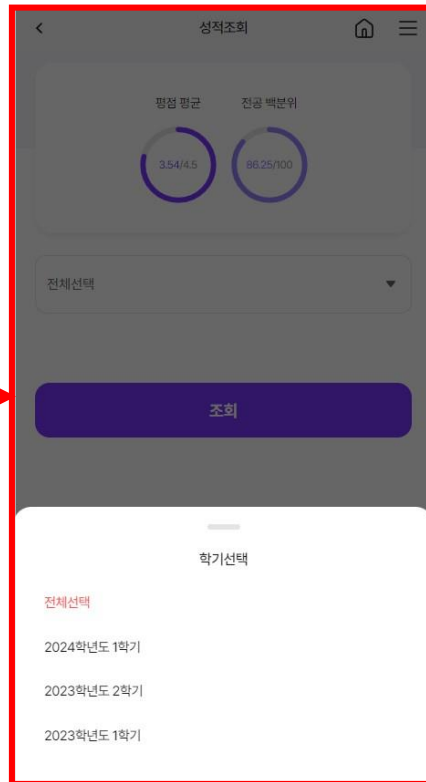 성적조회
평점 평균 전공 백분위
3.54/4.5 86.25/100
전체선택
조회
학기선택
전체선택
2024학년도 1학기
2023학년도 2학기
2023학년도 1학기